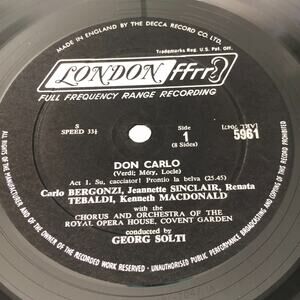 MADE IN ENGLAND BY THE DECCA RECORD CO. LTD.
Trademarks Reg. U.S. Pat. Off.
LONDON ffrr
FULL FREQUENCY RANGE RECORDING
S
SPEED 33⅓
Side
1
(8 Sides)
5961
DON CARLO
(Verdi; Méry, Locle)
Act 1. Su, cacciator! Prontio la belva (25.45)
Carlo BERGONZI, Jeannette SINCLAIR, Renata
TEBALDI, Kenneth MACDONALD
with the
CHORUS AND ORCHESTRA OF THE
ROYAL OPERA HOUSE, COVENT GARDEN
conducted by
GEORG SOLTI
ALL RIGHTS OF THE MANUFACTURER AND OF THE OWNER OF THE RECORDED WORK RESERVED · UNAUTHORISED PUBLIC PERFORMANCE BROADCASTING AND COPYING OF THIS RECORD PROHIBITED